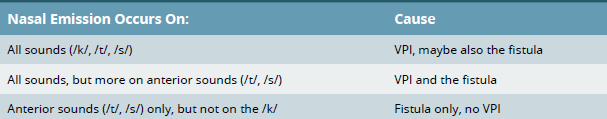 Nasal Emission Occurs On: Cause
All sounds (/k/, /t/, /s/) VPI, maybe also the fistula
All sounds, but more on anterior sounds (/t/, /s/) VPI and the fistula
Anterior sounds (/t/, /s/) only, but not on the /k/ Fistula only, no VPI